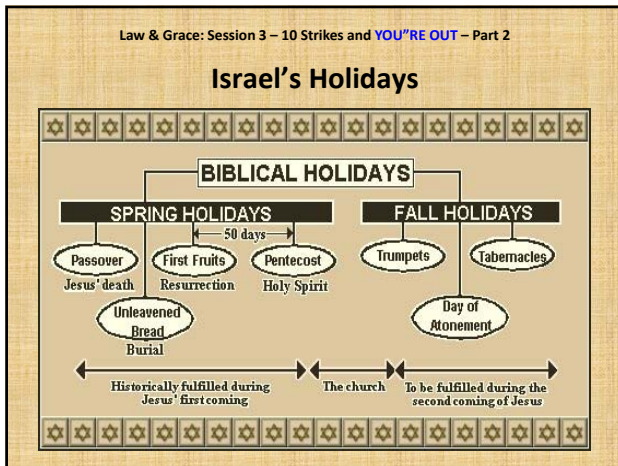 Law & Grace: Session 3 – 10 Strikes and YOU"RE OUT – Part 2
Israel's Holidays
BIBLICAL HOLIDAYS
SPRING HOLIDAYS
FALL HOLIDAYS
50 days
Passover
First Fruits
Pentecost
Trumpets
Tabernacles
Jesus' death
Resurrection
Holy Spirit
Unleavened
Bread
Burial
Day of
Atonement
Historically fulfilled during
Jesus' first coming
The church
To be fulfilled during the
second coming of Jesus